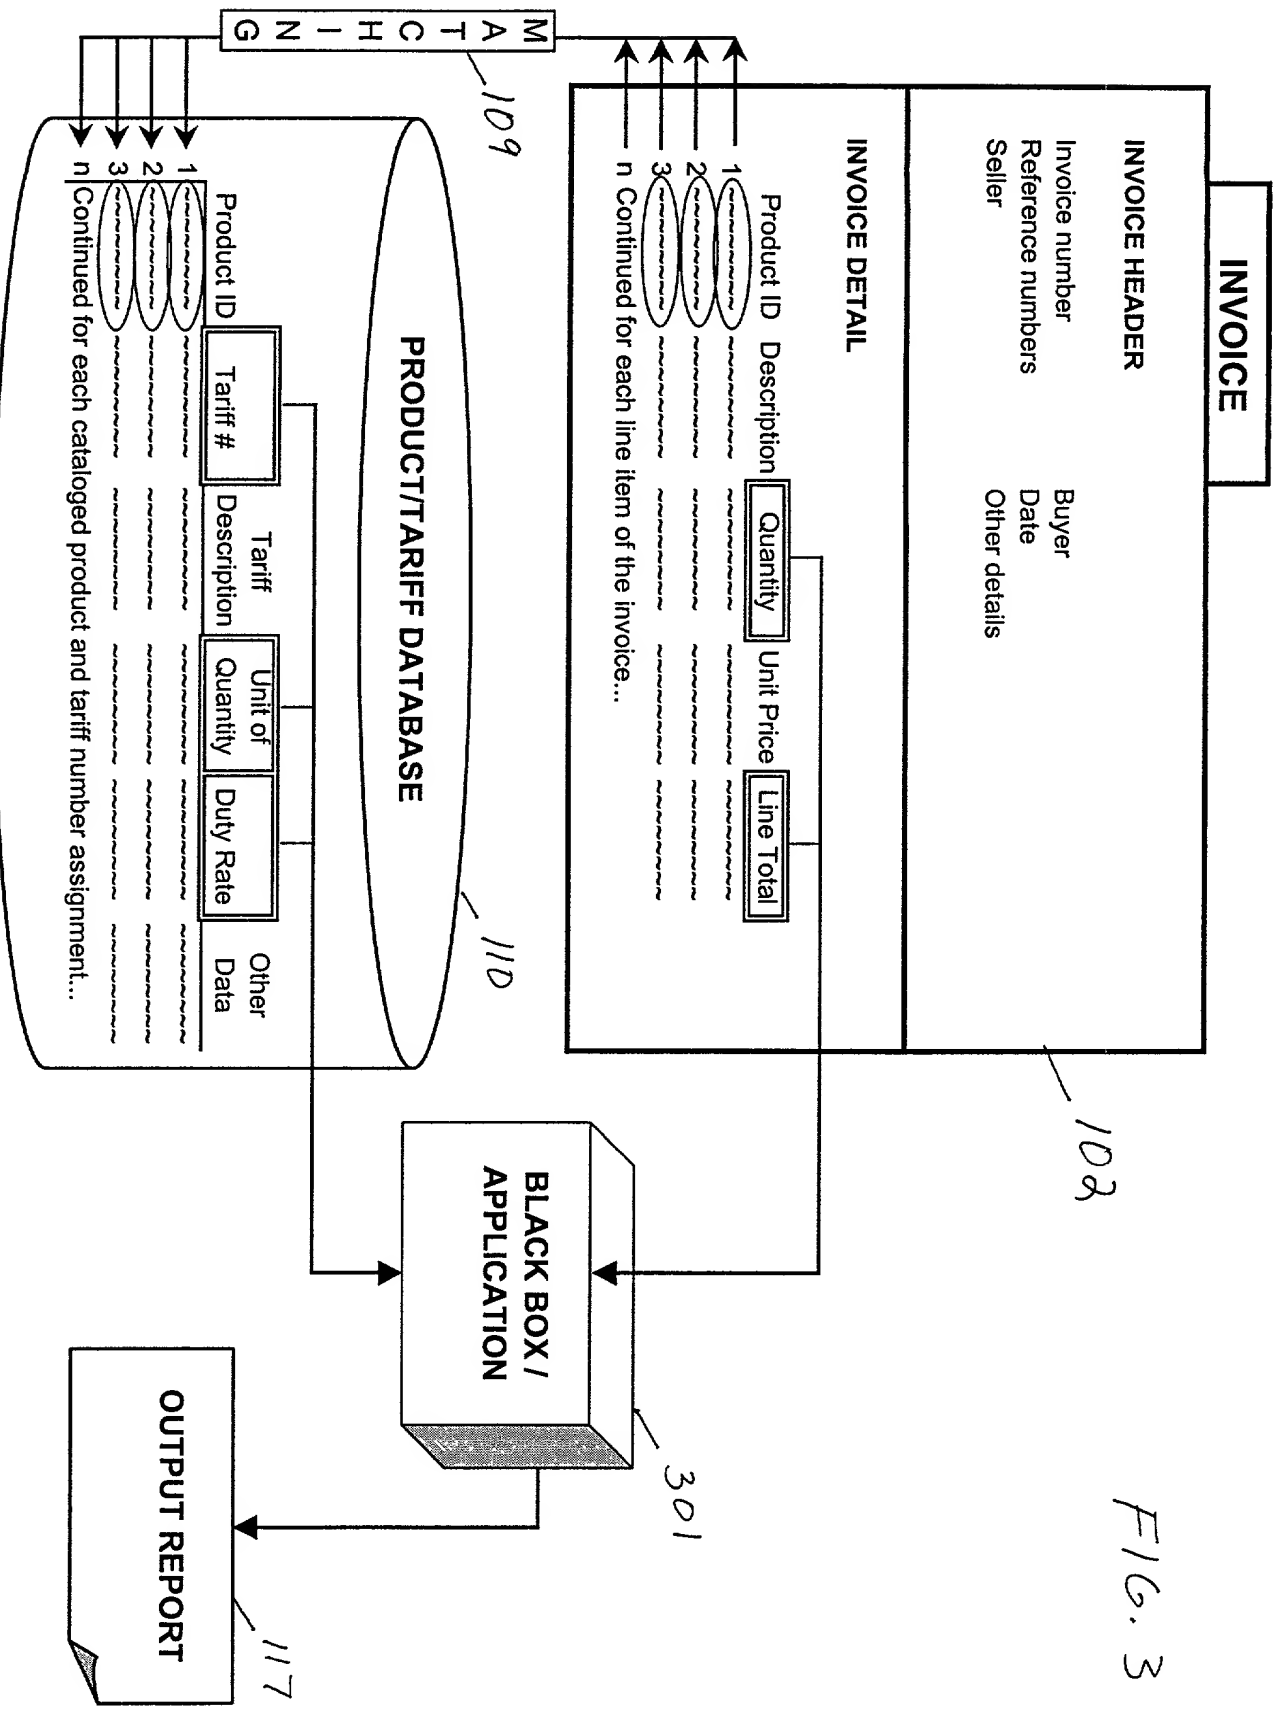 FIG. 3
INVOICE
INVOICE HEADER
Invoice number Buyer
Reference numbers Date
Seller Other details
102
INVOICE DETAIL
Product ID Description Quantity Unit Price Line Total
1 ~~~~~~~ ~~~~~~~ ~~~~~~~ ~~~~~~~ ~~~~~~~
2 ~~~~~~~ ~~~~~~~ ~~~~~~~ ~~~~~~~ ~~~~~~~
3 ~~~~~~~ ~~~~~~~ ~~~~~~~ ~~~~~~~ ~~~~~~~
n Continued for each line item of the invoice...
MATCHING
109
BLACK BOX /
APPLICATION
301
PRODUCT/TARIFF DATABASE
110
Product ID Tariff # Tariff Description Unit of Quantity Duty Rate Other Data
1 ~~~~~~~ ~~~~~~~ ~~~~~~~ ~~~~~~~ ~~~~~~~ ~~~~~~~
2 ~~~~~~~ ~~~~~~~ ~~~~~~~ ~~~~~~~ ~~~~~~~ ~~~~~~~
3 ~~~~~~~ ~~~~~~~ ~~~~~~~ ~~~~~~~ ~~~~~~~ ~~~~~~~
n Continued for each cataloged product and tariff number assignment...
OUTPUT REPORT
117